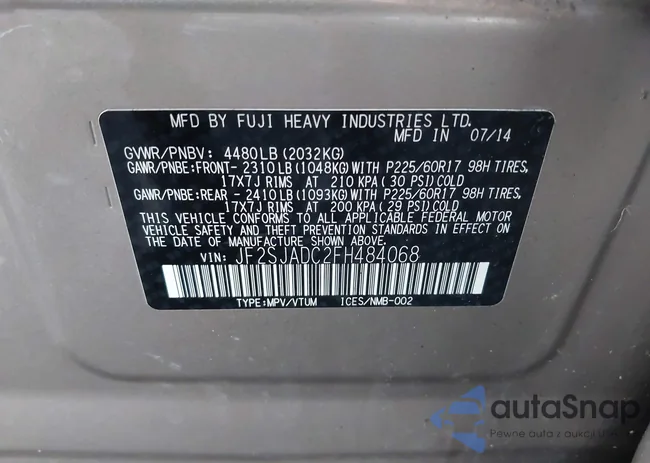 MFD BY FUJI HEAVY INDUSTRIES LTD.
MFD IN 07/14
GVWR/PNBV: 4480LB(2032KG)
GAWR/PNBE:FRONT- 2310LB(1048KG)WITH P225/60R17 98H TIRES,
17X7J RIMS AT 210 KPA(30 PSI)COLD
GAWR/PNBE:REAR - 2410LB(1093KG)WITH P225/60R17 98H TIRES,
17X7J RIMS AT 200 KPA(29 PSI)COLD
THIS VEHICLE CONFORMS TO ALL APPLICABLE FEDERAL MOTOR
VEHICLE SAFETY AND THEFT PREVENTION STANDARDS IN EFFECT
ON THE DATE OF MANUFACTURE SHOWN ABOVE.
VIN: JF2SJADC2FH484068
TYPE:MPV/VTUM ICES/NMB-002
autoSnap
Pewne auta z aukcji U